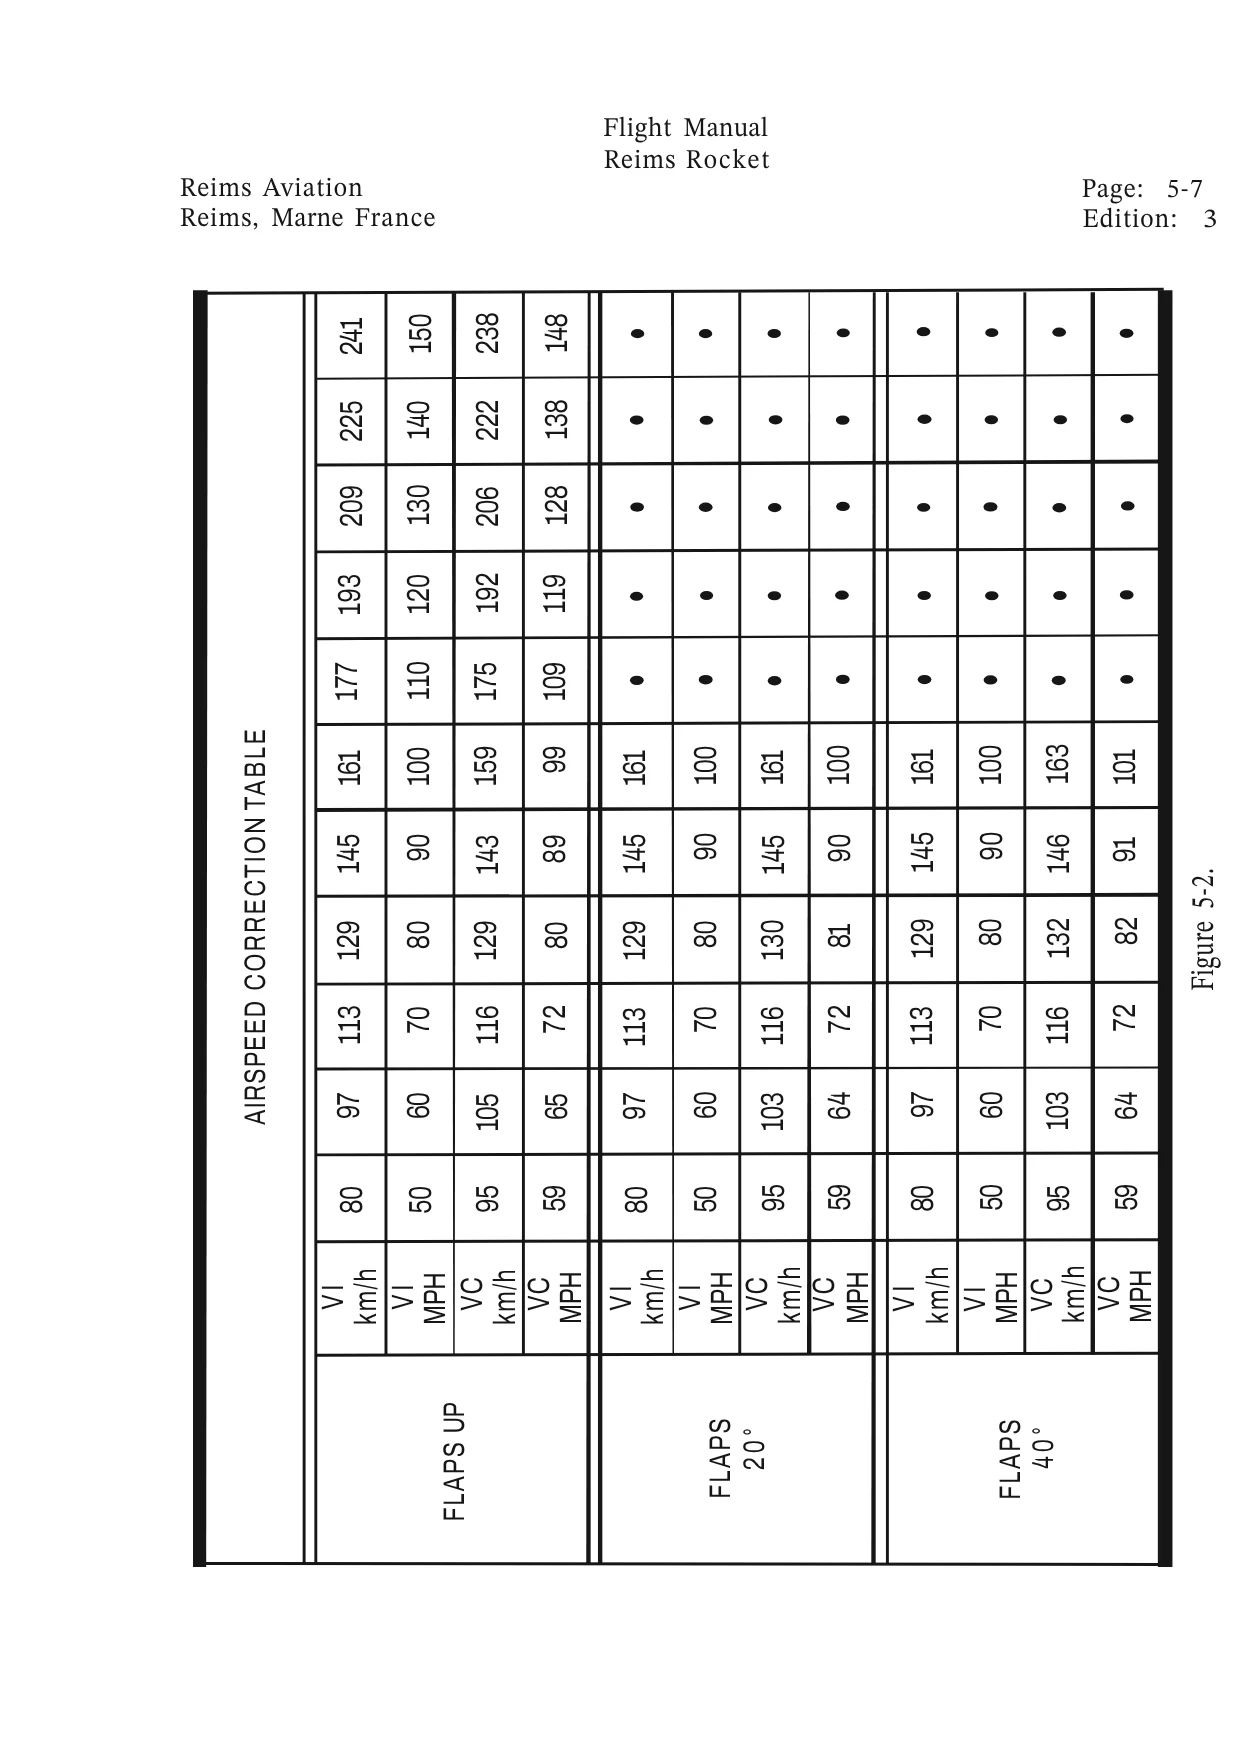 Flight Manual
Reims Rocket
Reims Aviation
Reims, Marne France
Page: 5-7
Edition: 3
AIRSPEED CORRECTION TABLE
FLAPS UP
VI km/h 80 97 113 129 145 161 177 193 209 225 241
VI MPH 50 60 70 80 90 100 110 120 130 140 150
VC km/h 95 105 116 129 143 159 175 192 206 222 238
VC MPH 59 65 72 80 89 99 109 119 128 138 148
FLAPS 20°
VI km/h 80 97 113 129 145 161 • • • • •
VI MPH 50 60 70 80 90 100 • • • • •
VC km/h 95 103 116 130 145 161 • • • • •
VC MPH 59 64 72 81 90 100 • • • • •
FLAPS 40°
VI km/h 80 97 113 129 145 161 • • • • •
VI MPH 50 60 70 80 90 100 • • • • •
VC km/h 95 103 116 132 146 163 • • • • •
VC MPH 59 64 72 82 91 101 • • • • •
Figure 5-2.